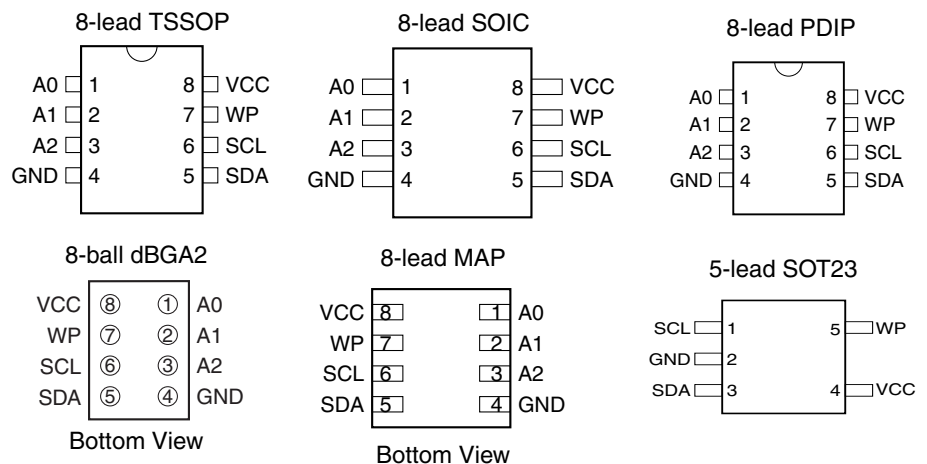 8-lead TSSOP
A0 1 8 VCC
A1 2 7 WP
A2 3 6 SCL
GND 4 5 SDA
8-lead SOIC
A0 1 8 VCC
A1 2 7 WP
A2 3 6 SCL
GND 4 5 SDA
8-lead PDIP
A0 1 8 VCC
A1 2 7 WP
A2 3 6 SCL
GND 4 5 SDA
8-ball dBGA2
VCC 8 1 A0
WP 7 2 A1
SCL 6 3 A2
SDA 5 4 GND
Bottom View
8-lead MAP
VCC 8 1 A0
WP 7 2 A1
SCL 6 3 A2
SDA 5 4 GND
Bottom View
5-lead SOT23
SCL 1 5 WP
GND 2
SDA 3 4 VCC